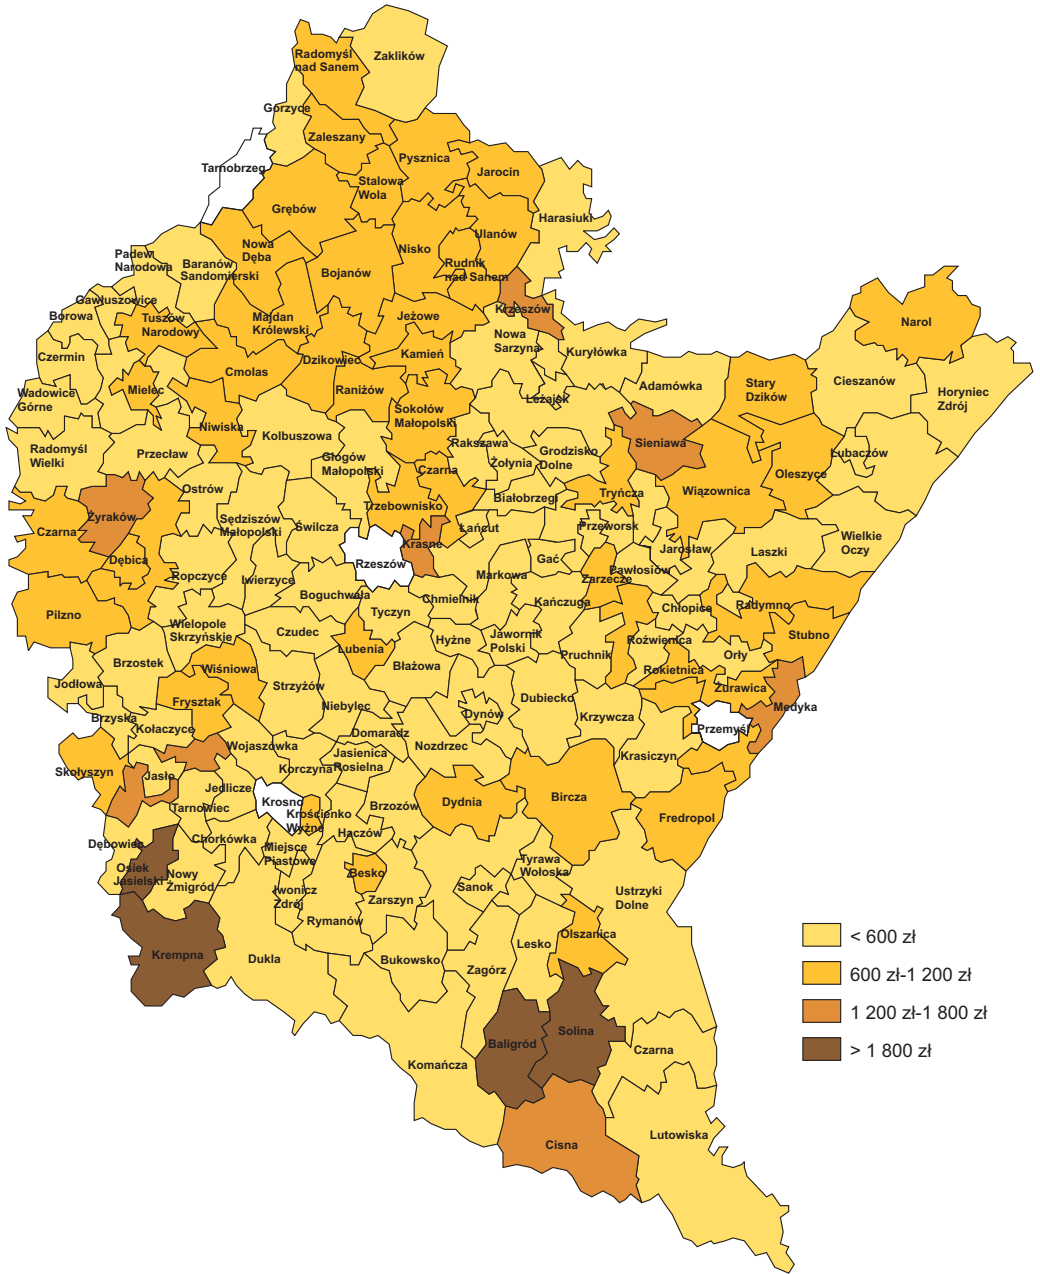 Radomyśl
nad Sanem
Zaklików
Gorzyce
Zaleszany
Pysznica
Tarnobrzeg
Stalowa
Wola
Jarocin
Grębów
Harasiuki
Ulanów
Nowa
Dęba
Nisko
Padew
Narodowa
Baranów
Sandomierski
Bojanów
Rudnik
nad Sanem
Gawłuszowice
Borowa
Tuszów
Narodowy
Majdan
Królewski
Jeżowe
Krzeszów
Narol
Nowa
Sarzyna
Kuryłówka
Czermin
Dzikowiec
Kamień
Cmolas
Wadowice
Górne
Mielec
Raniżów
Leżajsk
Adamówka
Stary
Dzików
Cieszanów
Horyniec
Zdrój
Sokołów
Małopolski
Niwiska
Kolbuszowa
Rakszawa
Sieniawa
Radomyśl
Wielki
Przecław
Głogów
Małopolski
Czarna
Żołynia
Grodzisko
Dolne
Lubaczów
Oleszyce
Ostrów
Tryńcza
Wiązownica
Białobrzegi
Trzebownisko
Żyraków
Czarna
Sędziszów
Małopolski
Świlcza
Łańcut
Przeworsk
Krasne
Wielkie
Oczy
Jarosław
Laszki
Dębica
Rzeszów
Gać
Pawłosiów
Zarzecze
Markowa
Ropczyce
Iwierzyce
Boguchwała
Chmielnik
Kańczuga
Chłopice
Radymno
Pilzno
Tyczyn
Wielopole
Skrzyńskie
Czudec
Hyżne
Jawornik
Polski
Roźwienica
Stubno
Lubenia
Pruchnik
Orły
Brzostek
Wiśniowa
Błażowa
Rokietnica
Jodłowa
Strzyżów
Żurawica
Frysztak
Niebylec
Dubiecko
Medyka
Brzyska
Kołaczyce
Dynów
Krzywcza
Przemyśl
Domaradz
Wojaszówka
Nozdrzec
Jasienica
Rosielna
Krasiczyn
Skołyszyn
Jasło
Korczyna
Jedlicze
Krosno
Tarnowiec
Krościenko
Wyżne
Brzozów
Dydnia
Bircza
Fredropol
Haczów
Dębowiec
Chorkówka
Miejsce
Piastowe
Osiek
Jasielski
Nowy
Żmigród
Besko
Tyrawa
Wołoska
Iwonicz
Zdrój
Zarszyn
Sanok
Ustrzyki
Dolne
Rymanów
Olszanica
Lesko
Krempna
Dukla
Bukowsko
Zagórz
< 600 zł
600 zł-1 200 zł
1 200 zł-1 800 zł
> 1 800 zł
Solina
Baligród
Czarna
Komańcza
Cisna
Lutowiska